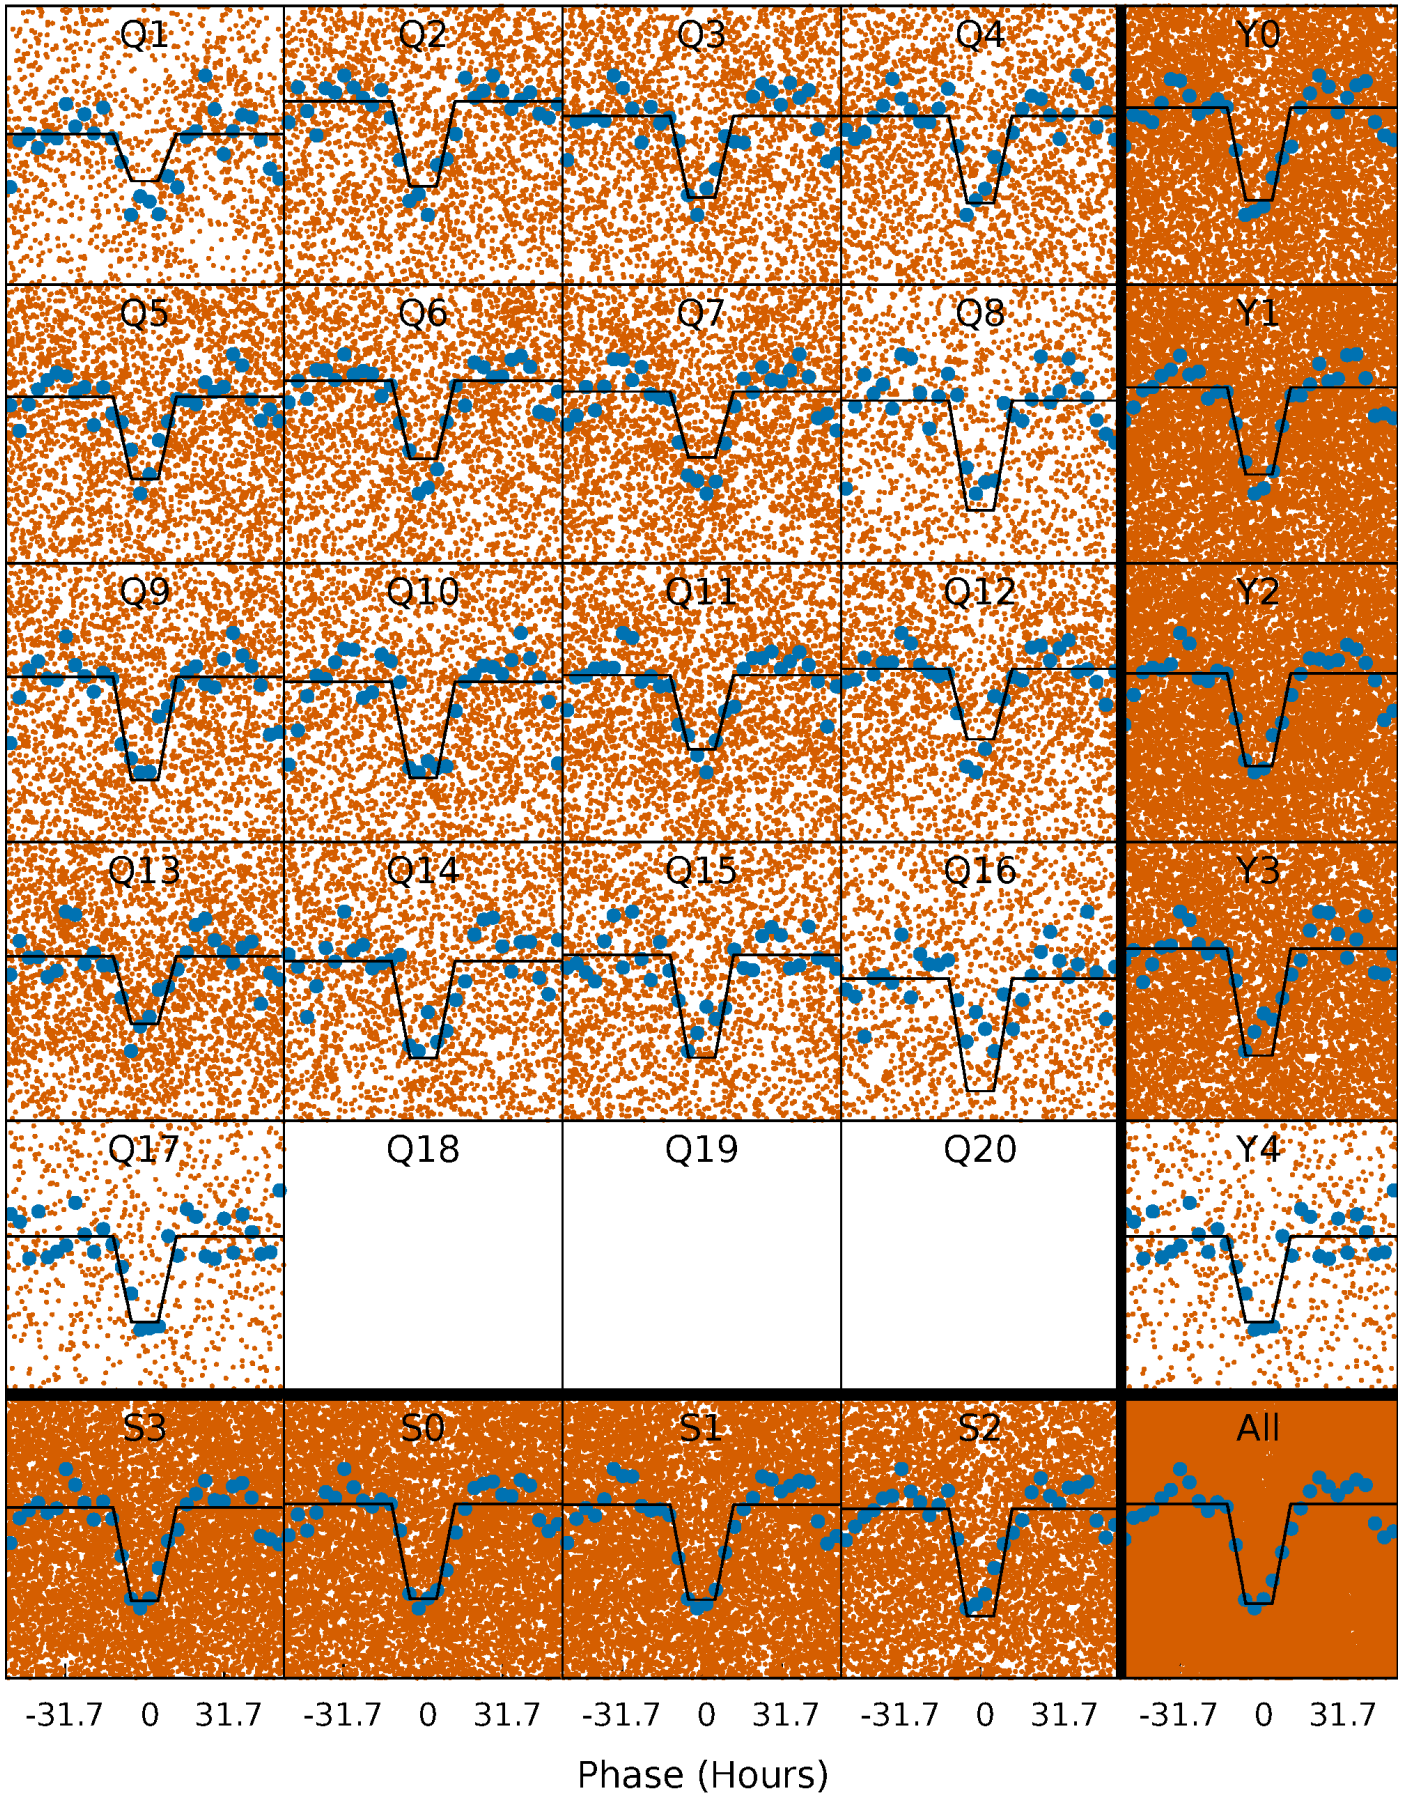 Q1 Q2 Q3 Q4 Y0
Q5 Q6 Q7 Q8 Y1
Q9 Q10 Q11 Q12 Y2
Q13 Q14 Q15 Q16 Y3
Q17 Q18 Q19 Q20 Y4
S3 S0 S1 S2 All
-31.7 0 31.7 -31.7 0 31.7 -31.7 0 31.7 -31.7 0 31.7 -31.7 0 31.7
Phase (Hours)